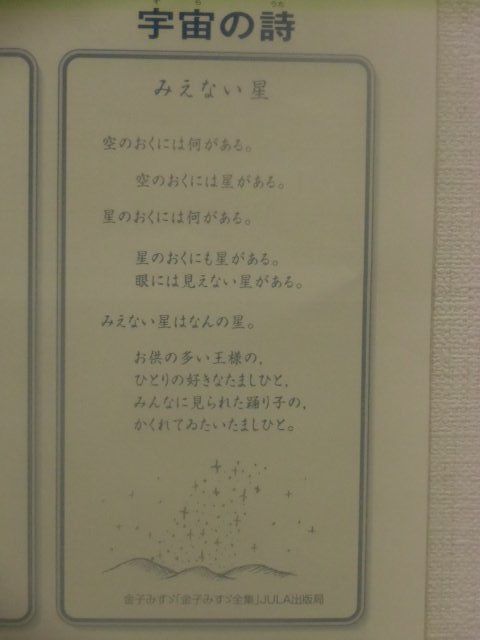 宇宙の詩
みえない星
空のおくには何がある。
空のおくには星がある。
星のおくには何がある。
星のおくにも星がある。
眼には見えない星がある。
みえない星はなんの星。
お供の多い王様の、
ひとりの好きなたましひと、
みんなに見られた踊り子の、
かくれてゐたいたましひと。
金子みすゞ「金子みすゞ全集」JULA出版局